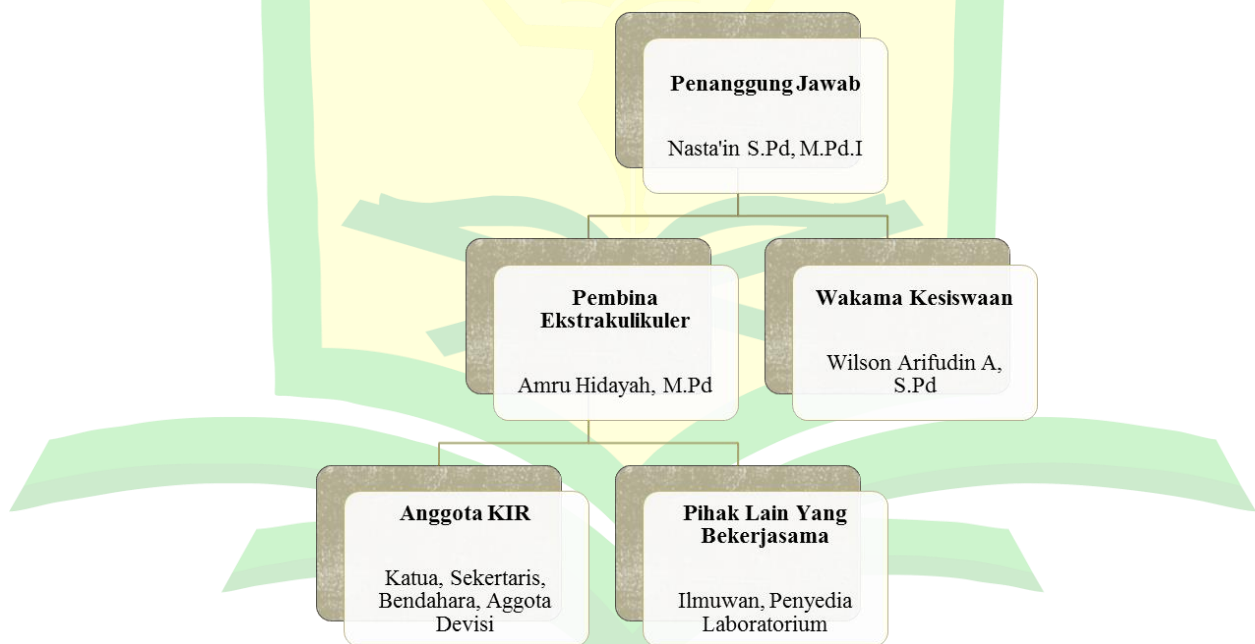 Penanggung Jawab
Nasta'in S.Pd, M.Pd.I
Pembina
Ekstrakulikuler
Amru Hidayah, M.Pd
Wakama Kesiswaan
Wilson Arifudin A,
S.Pd
Anggota KIR
Katua, Sekertaris,
Bendahara, Aggota
Devisi
Pihak Lain Yang
Bekerjasama
Ilmuwan, Penyedia
Laboratorium